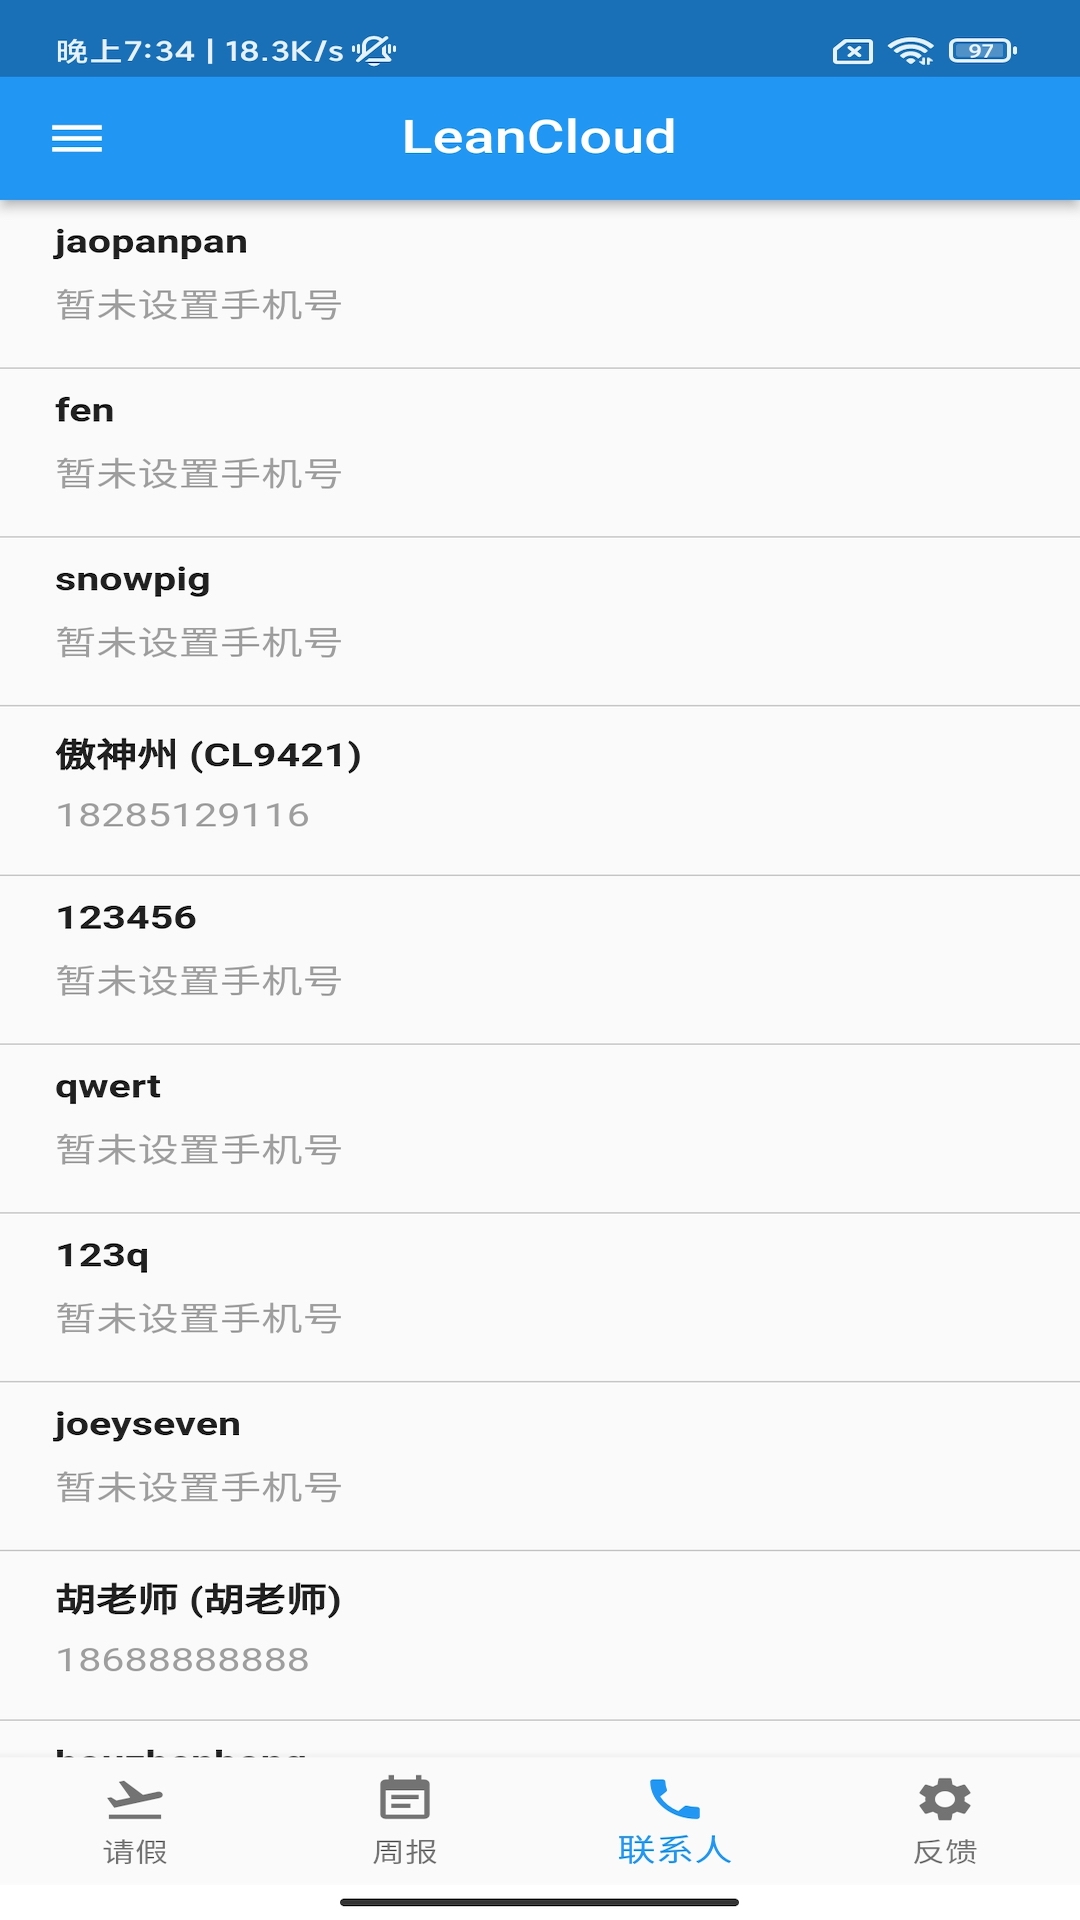 晚上7:34 | 18.3K/s
97
LeanCloud
jaopanpan
暂未设置手机号
fen
暂未设置手机号
snowpig
暂未设置手机号
傲神州 (CL9421)
18285129116
123456
暂未设置手机号
qwert
暂未设置手机号
123q
暂未设置手机号
joeyseven
暂未设置手机号
胡老师 (胡老师)
18688888888
请假
周报
联系人
反馈